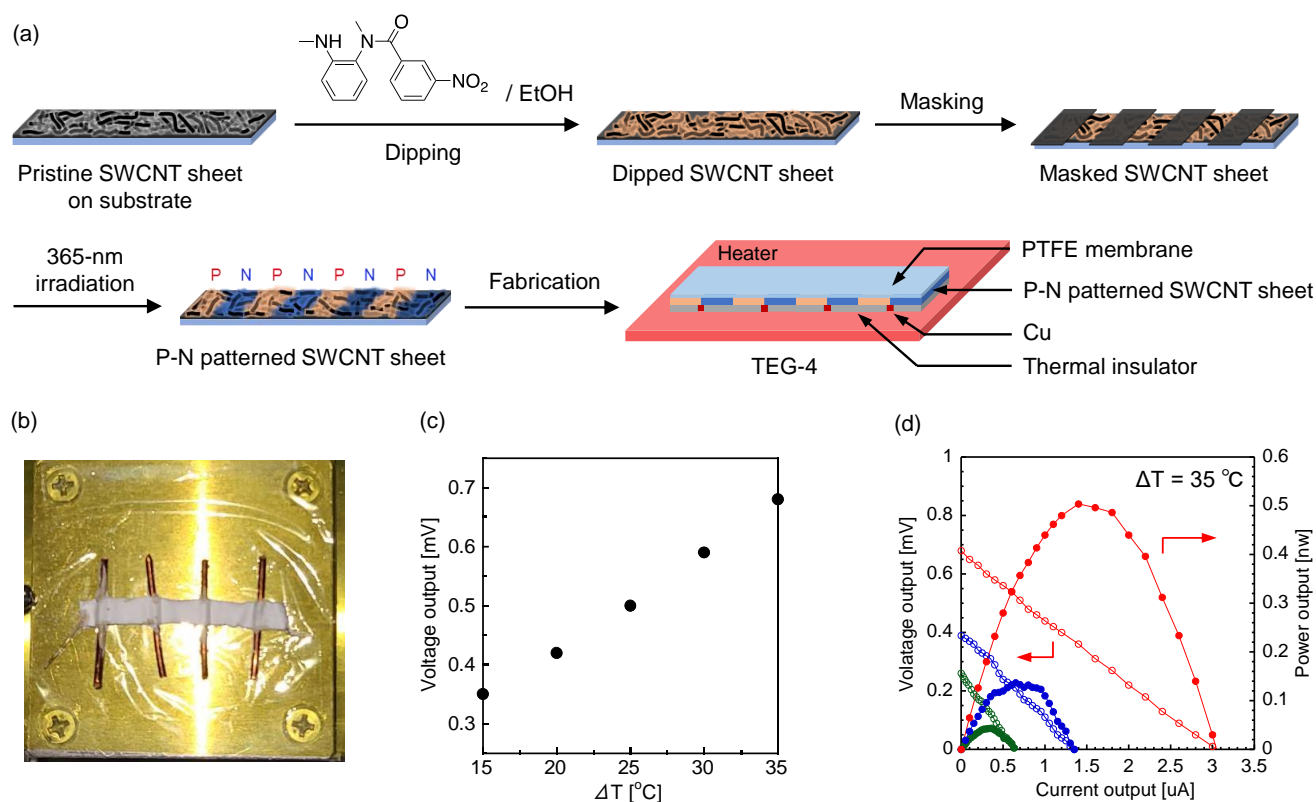 (a)
NH
N
O
NO2
/ EtOH
Dipping
Masking
Pristine SWCNT sheet
on substrate
Dipped SWCNT sheet
Masked SWCNT sheet
365-nm
irradiation
P N P N P N P N
P-N patterned SWCNT sheet
Fabrication
Heater
TEG-4
PTFE membrane
P-N patterned SWCNT sheet
Cu
Thermal insulator
(b)
(c)
Voltage output [mV]
0.7
0.6
0.5
0.4
0.3
15 20 25 30 35
ΔT [°C]
(d)
ΔT = 35 °C
Volatage output [mV]
1
0.8
0.6
0.4
0.2
0
0 0.5 1 1.5 2 2.5 3 3.5
Current output [uA]
0.6
0.5
0.4
0.3
0.2
0.1
0
Power output [nw]